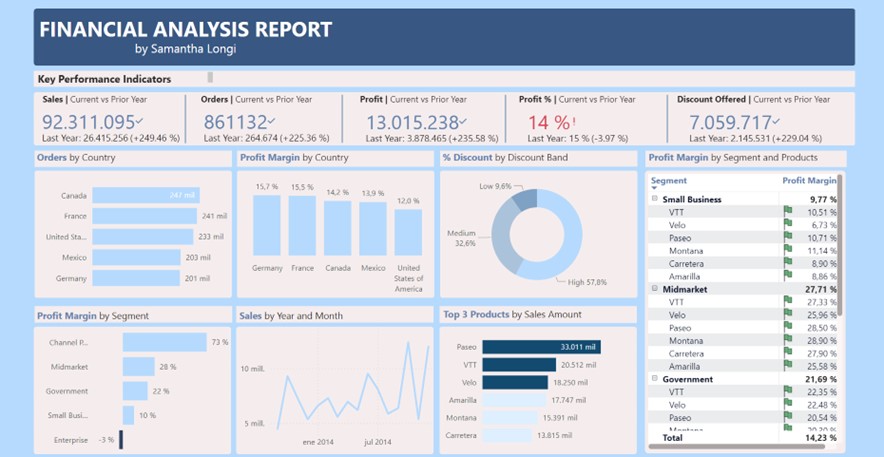 FINANCIAL ANALYSIS REPORT
by Samantha Longi
Key Performance Indicators
Sales | Current vs Prior Year
92.311.095
Last Year: 26.415.256 (+249.46 %)
Orders | Current vs Prior Year
861132
Last Year: 264.674 (+225.36 %)
Profit | Current vs Prior Year
13.015.238
Last Year: 3.878.465 (+235.58 %)
Profit % | Current vs Prior Year
14 %!
Last Year: 15 % (-3.97 %)
Discount Offered | Current vs Prior Year
7.059.717
Last Year: 2.145.531 (+229.04 %)
Orders by Country
Canada 247 mil
France 241 mil
United Sta... 233 mil
Mexico 203 mil
Germany 201 mil
Profit Margin by Country
15,7 % 15,5 % 14,2 % 13,9 % 12,0 %
Germany France Canada Mexico United
States of
America
% Discount by Discount Band
Low 9,6%
Medium
32,6%
High 57,8%
Profit Margin by Segment
Channel P... 73 %
Midmarket 28 %
Government 22 %
Small Busi... 10 %
Enterprise -3 %
Sales by Year and Month
10 mill.
5 mill.
ene 2014 jul 2014
Top 3 Products by Sales Amount
Paseo 33.011 mil
VTT 20.512 mil
Velo 18.250 mil
Amarilla 17.747 mil
Montana 15.391 mil
Carretera 13.815 mil
Profit Margin by Segment and Products
Segment Profit Margin
Small Business 9,77 %
VTT 10,51 %
Velo 6,73 %
Paseo 10,71 %
Montana 11,14 %
Carretera 8,90 %
Amarilla 8,86 %
Midmarket 27,71 %
VTT 27,33 %
Velo 25,96 %
Paseo 28,50 %
Montana 28,90 %
Carretera 27,90 %
Amarilla 25,58 %
Government 21,69 %
VTT 22,35 %
Velo 22,48 %
Paseo 20,54 %
Montana
Total 14,23 %